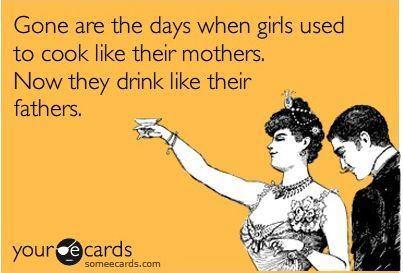 Gone are the days when girls used
to cook like their mothers.
Now they drink like their
fathers.
your e cards
someecards.com